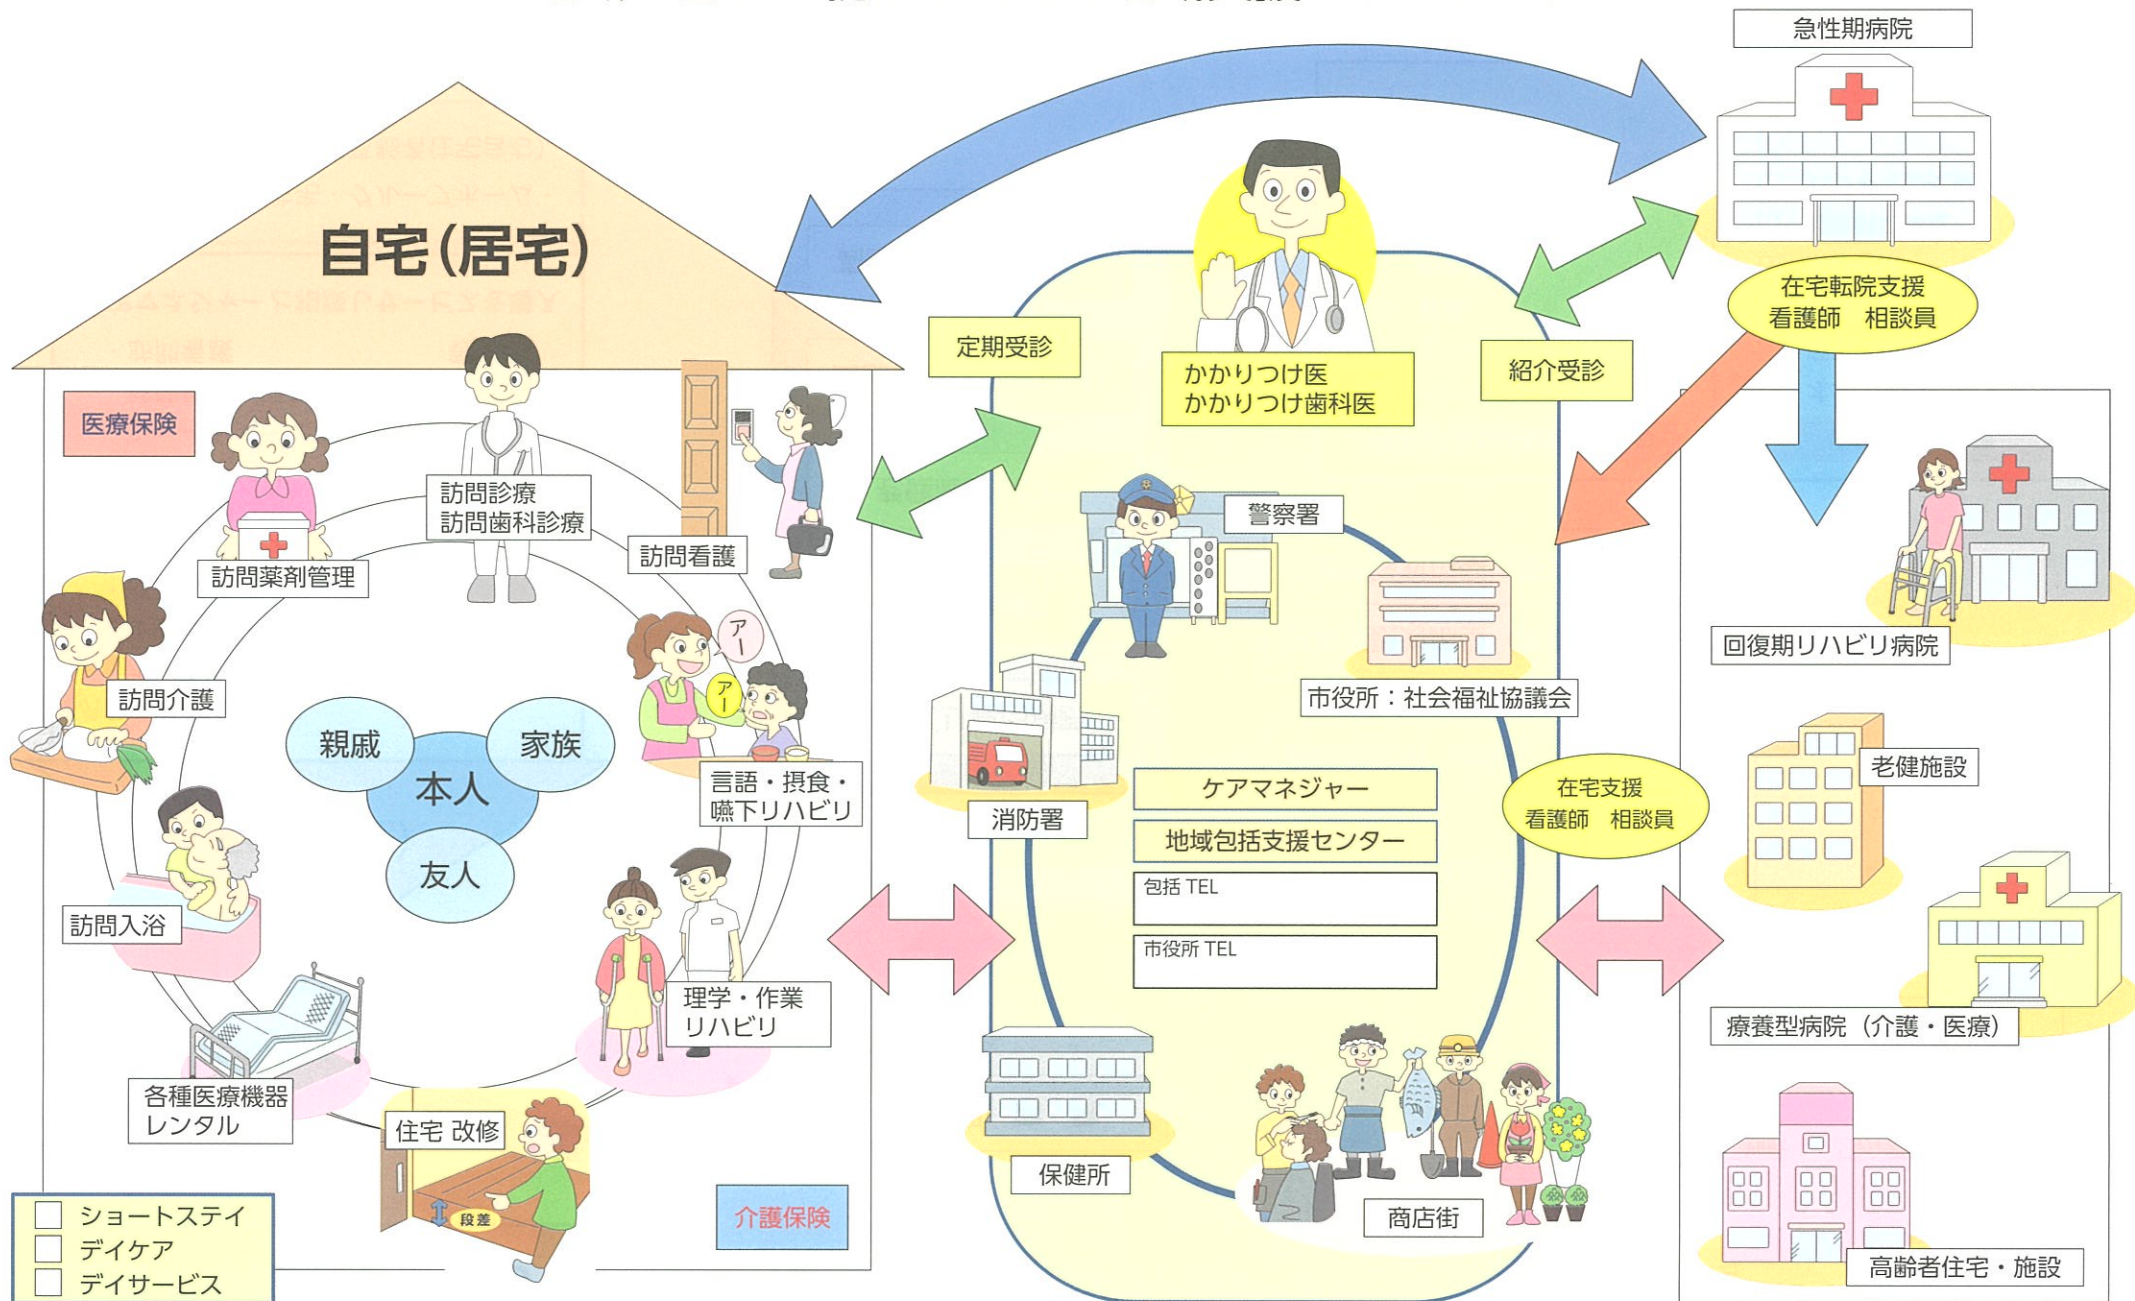 急性期病院
自宅（居宅）
在宅転院支援
看護師　相談員
定期受診
かかりつけ医
かかりつけ歯科医
紹介受診
医療保険
訪問診療
訪問歯科診療
訪問看護
訪問薬剤管理
警察署
アー
アー
訪問介護
市役所：社会福祉協議会
回復期リハビリ病院
親戚
家族
本人
友人
言語・摂食・
嚥下リハビリ
消防署
ケアマネジャー
地域包括支援センター
包括 TEL
市役所 TEL
在宅支援
看護師　相談員
老健施設
訪問入浴
理学・作業
リハビリ
療養型病院（介護・医療）
各種医療機器
レンタル
住宅 改修
段差
保健所
商店街
介護保険
高齢者住宅・施設
ショートステイ
デイケア
デイサービス